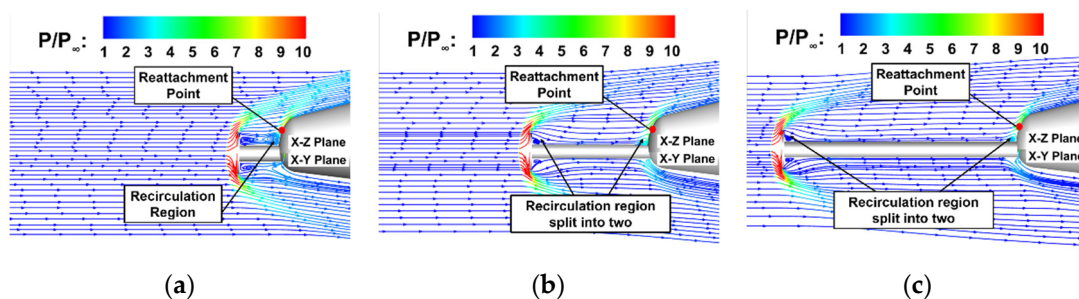 P/P∞:
1 2 3 4 5 6 7 8 9 10
Reattachment
Point
X-Z Plane
X-Y Plane
Recirculation
Region
(a)
P/P∞:
1 2 3 4 5 6 7 8 9 10
Reattachment
Point
X-Z Plane
X-Y Plane
Recirculation region
split into two
(b)
P/P∞:
1 2 3 4 5 6 7 8 9 10
Reattachment
Point
X-Z Plane
X-Y Plane
Recirculation region
split into two
(c)